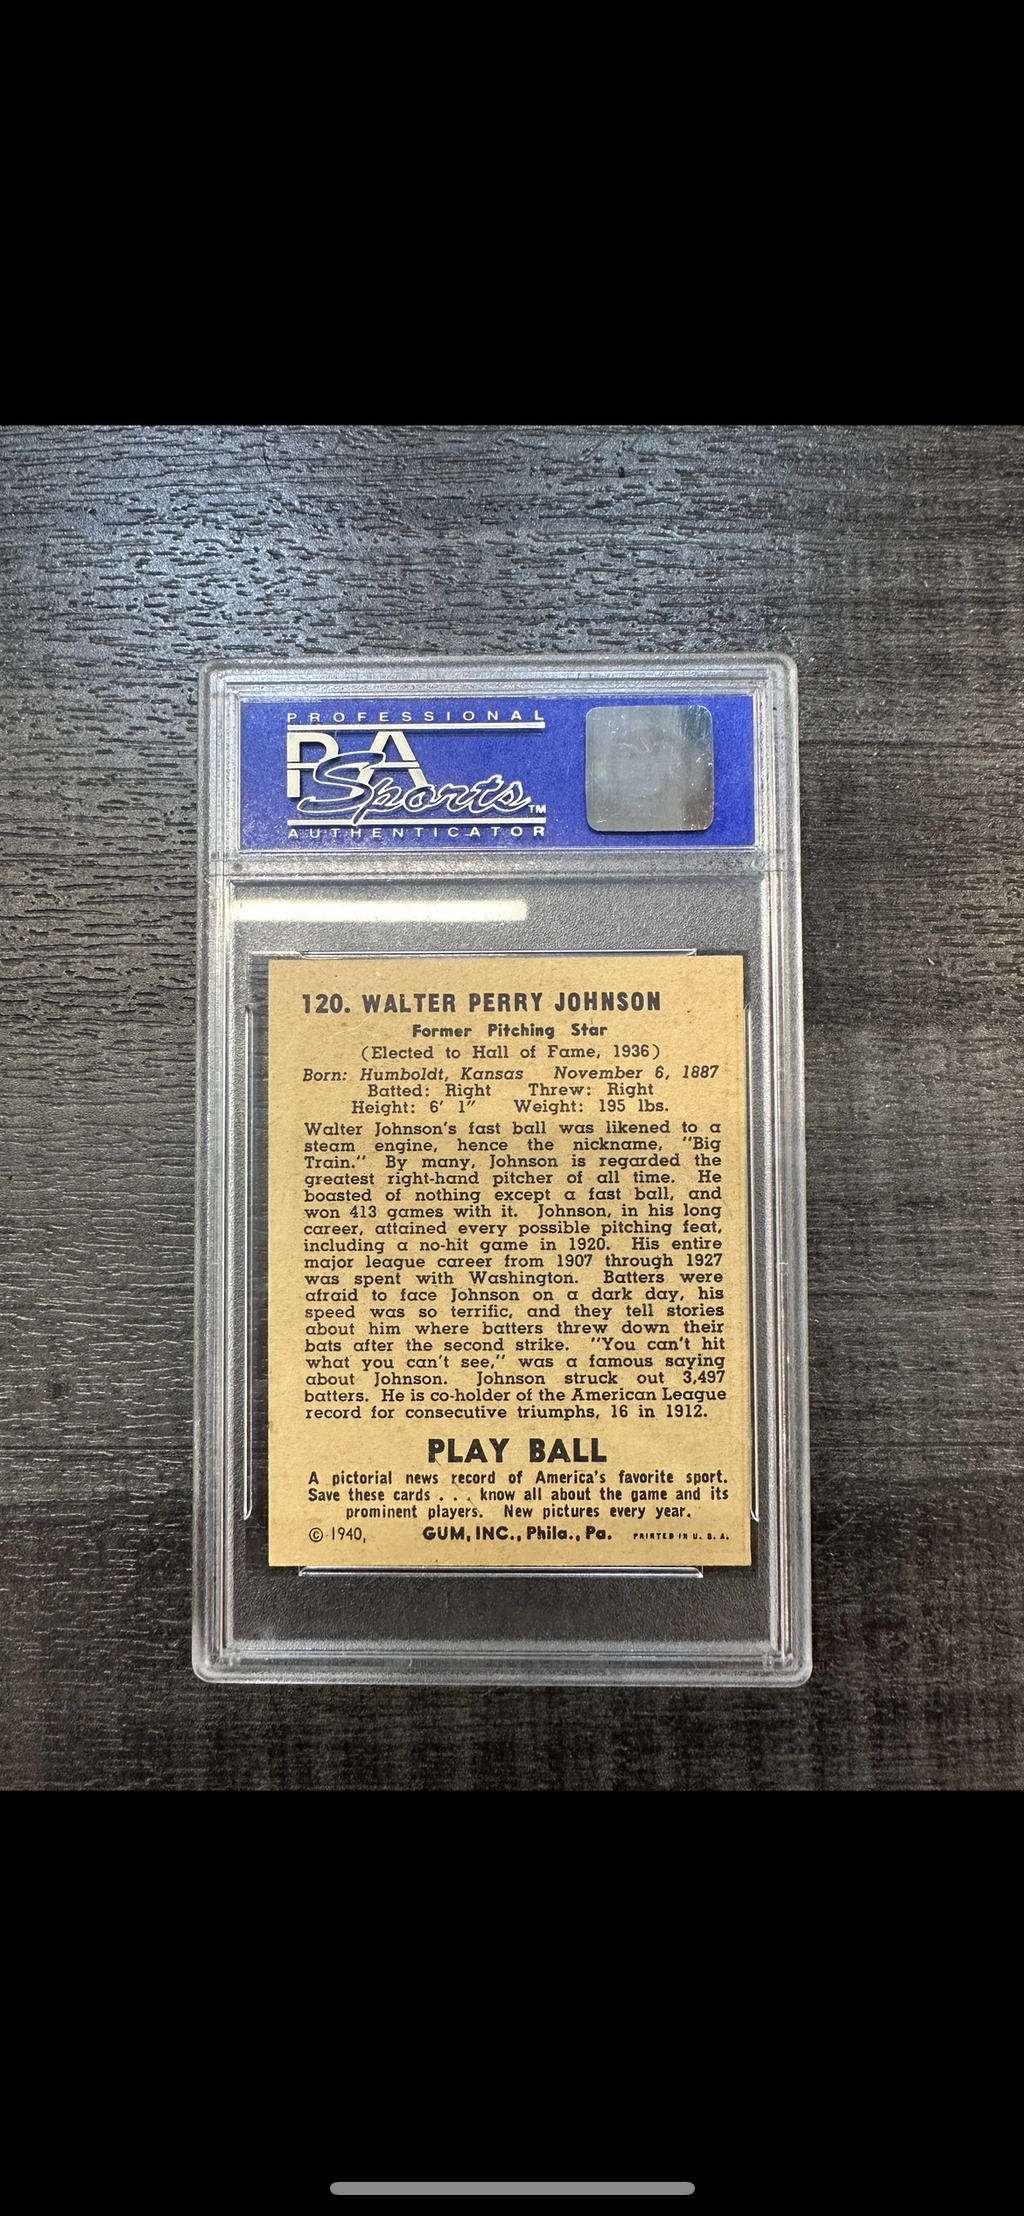 PROFESSIONAL
PSA
Sports™
AUTHENTICATOR
120. WALTER PERRY JOHNSON
Former Pitching Star
(Elected to Hall of Fame, 1936)
Born: Humboldt, Kansas November 6, 1887
Batted: Right Threw: Right
Height: 6' 1" Weight: 195 lbs.
Walter Johnson's fast ball was likened to a
steam engine, hence the nickname, "Big
Train." By many, Johnson is regarded the
greatest right-hand pitcher of all time. He
boasted of nothing except a fast ball, and
won 413 games with it. Johnson, in his long
career, attained every possible pitching feat,
including a no-hit game in 1920. His entire
major league career from 1907 through 1927
was spent with Washington. Batters were
afraid to face Johnson on a dark day, his
speed was so terrific, and they tell stories
about him where batters threw down their
bats after the second strike. "You can't hit
what you can't see," was a famous saying
about Johnson. Johnson struck out 3,497
batters. He is co-holder of the American League
record for consecutive triumphs, 16 in 1912.
PLAY BALL
A pictorial news record of America's favorite sport.
Save these cards . . . know all about the game and its
prominent players. New pictures every year.
© 1940, GUM, INC., Phila., Pa. PRINTED IN U. S. A.